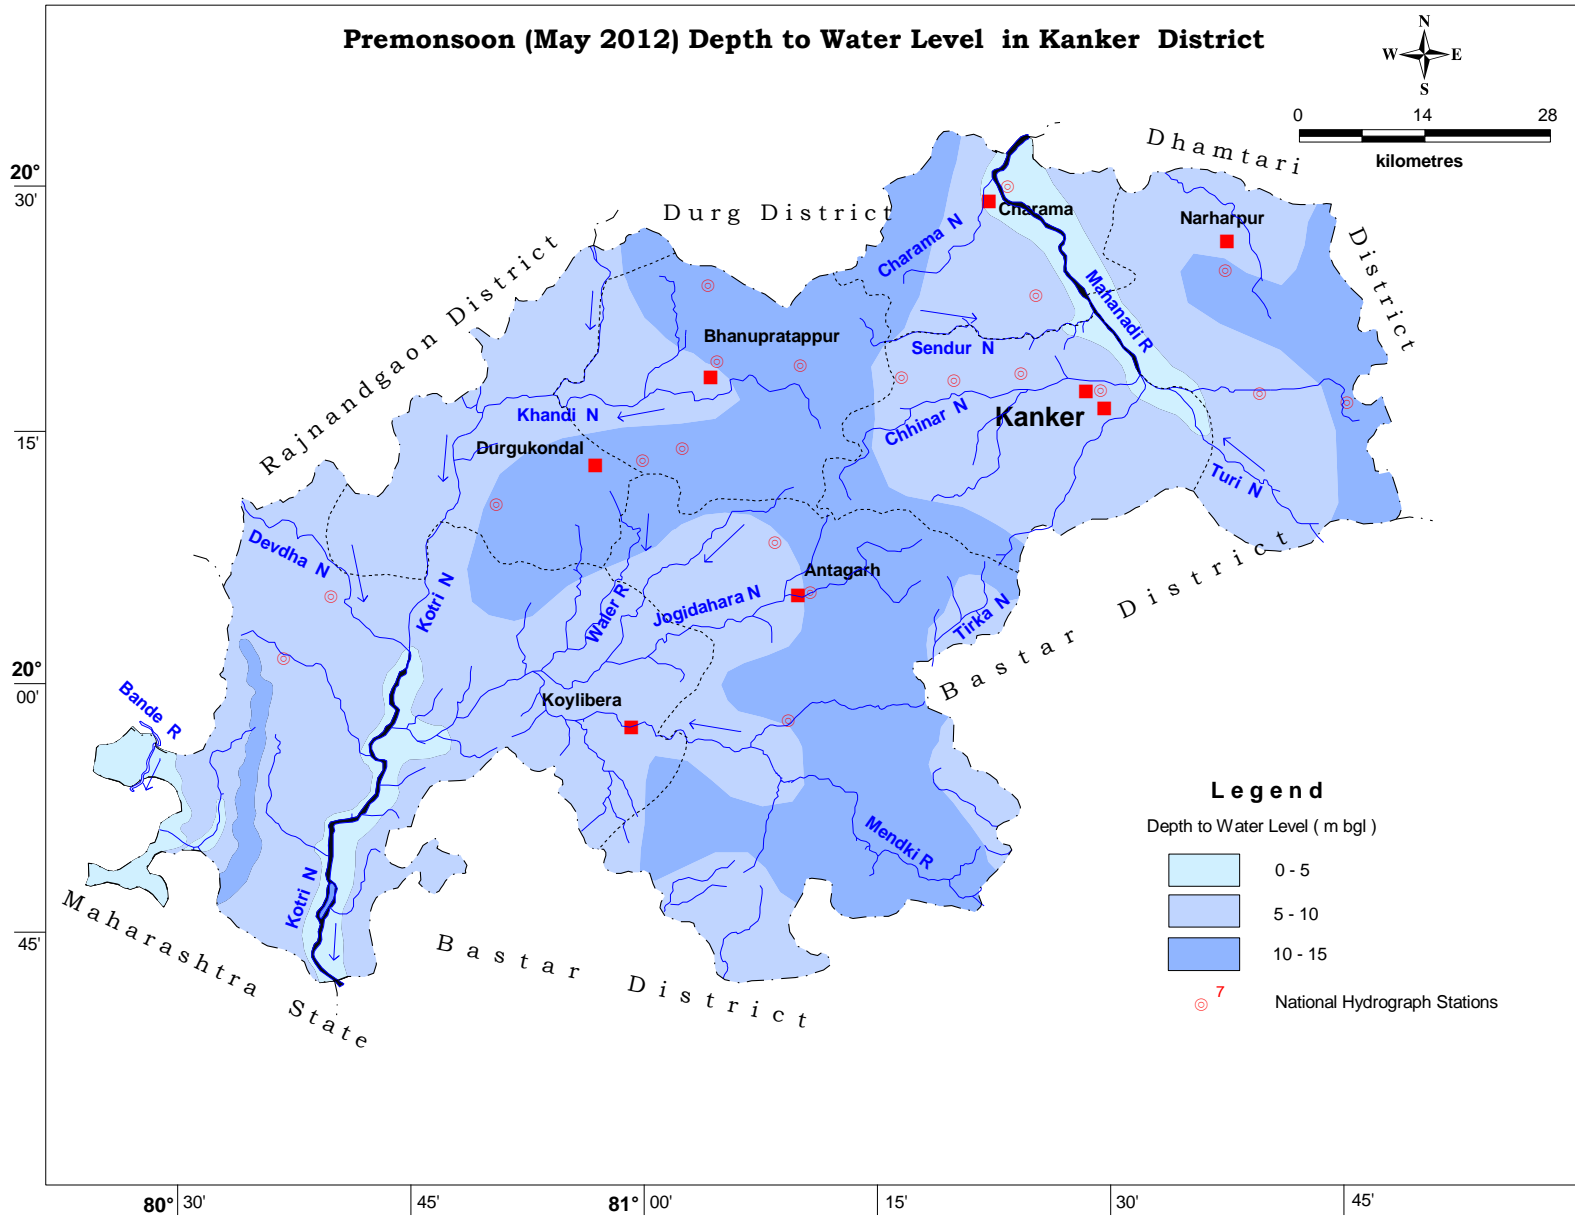 Premonsoon (May 2012) Depth to Water Level in Kanker District
N
W E
S
0 14 28
kilometres
Dhamtari
District
Durg District
Rajnandgaon District
20°
30'
15'
20°
00'
45'
Charama
Narharpur
Charama N
Mahanadi R
Bhanupratappur
Sendur N
Khandi N
Kanker
Chhinar N
Durgukondal
Turi N
Devdha N
Kotri N
Antagarh
Waler R
Jogidahara N
Tirka N
Bastar District
Koylibera
Bande R
Mendki R
Kotri N
Maharashtra State
Bastar District
Legend
Depth to Water Level ( m bgl )
0 - 5
5 - 10
10 - 15
7
National Hydrograph Stations
80° 30' 45' 81° 00' 15' 30' 45'